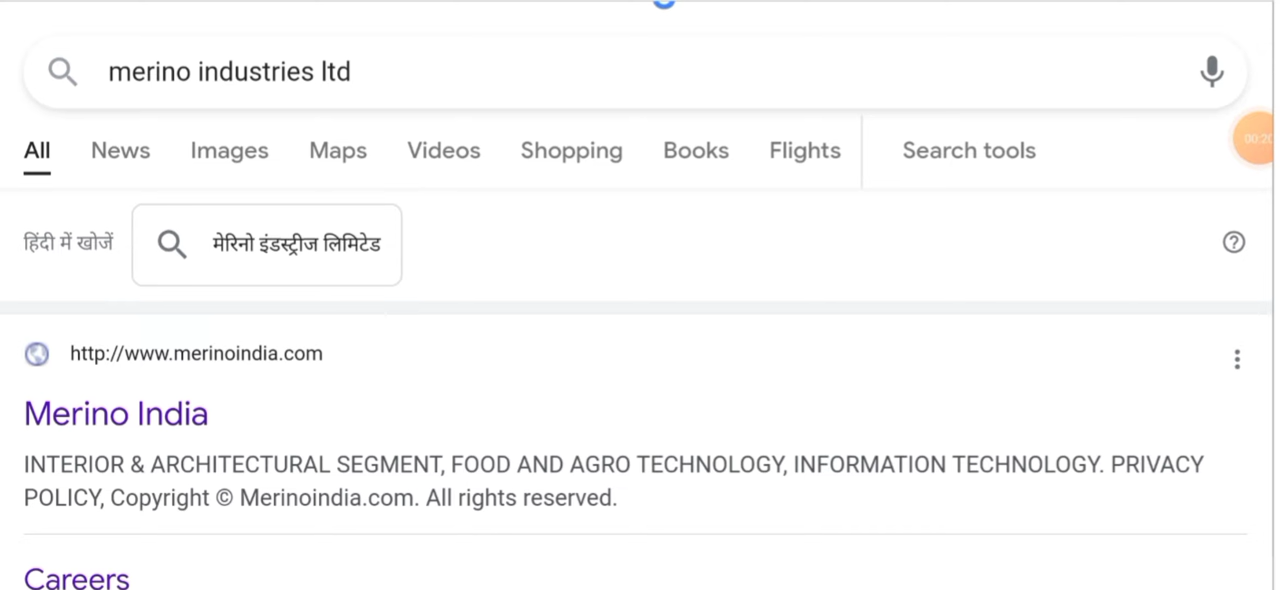 merino industries ltd
All News Images Maps Videos Shopping Books Flights Search tools
हिंदी में खोजें मेरिनो इंडस्ट्रीज लिमिटेड
http://www.merinoindia.com
Merino India
INTERIOR & ARCHITECTURAL SEGMENT, FOOD AND AGRO TECHNOLOGY, INFORMATION TECHNOLOGY. PRIVACY
POLICY, Copyright © Merinoindia.com. All rights reserved.
Careers